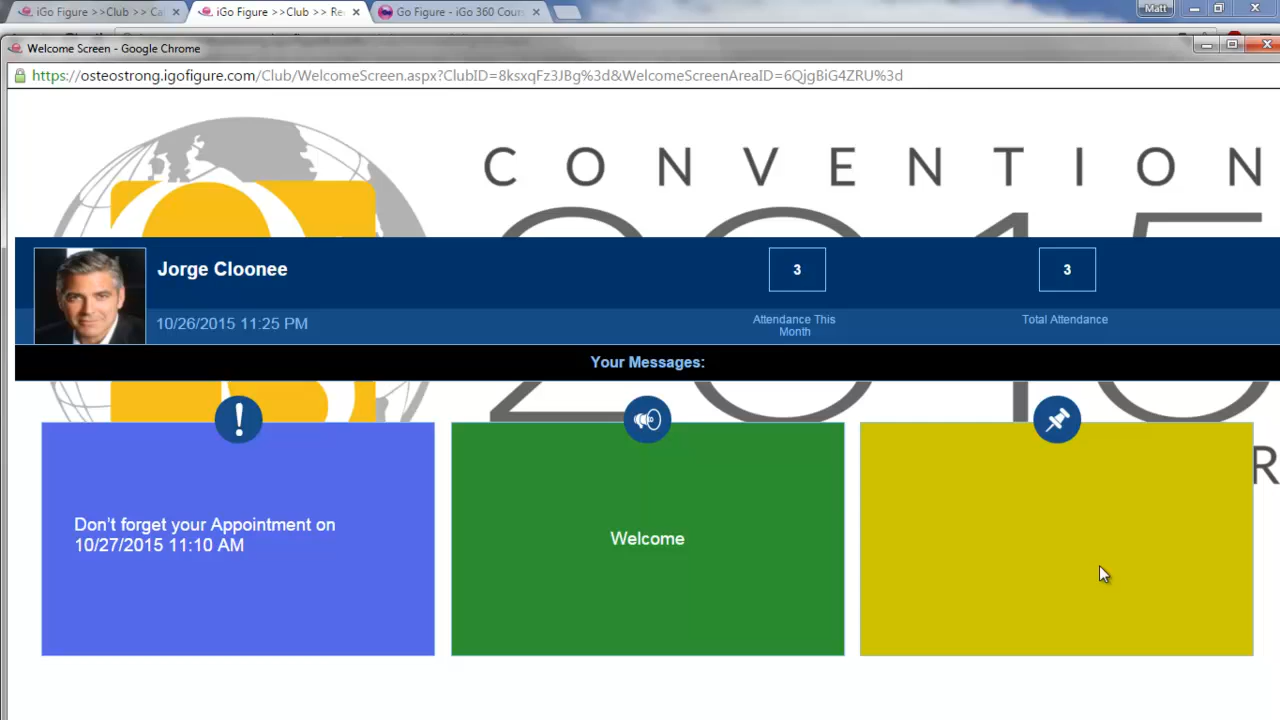 iGo Figure >>Club >> Ca
iGo Figure >>Club >> Re
Go Figure - iGo 360 Cours
Matt
Welcome Screen - Google Chrome
https://osteostrong.igofigure.com/Club/WelcomeScreen.aspx?ClubID=8ksxqFz3JBg%3d&WelcomeScreenAreaID=6QjgBiG4ZRU%3d
CONVENTION
2015
Jorge Cloonee
3
3
10/26/2015 11:25 PM
Attendance This
Month
Total Attendance
Your Messages:
Don't forget your Appointment on
10/27/2015 11:10 AM
Welcome
R